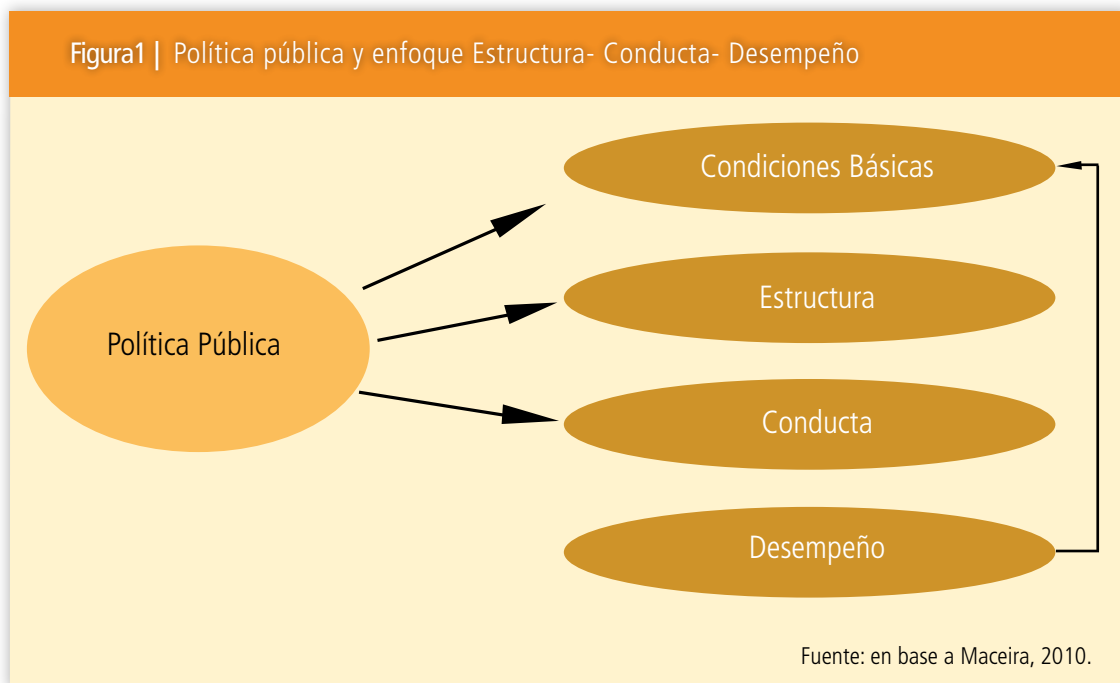 Figura1 | Política pública y enfoque Estructura- Conducta- Desempeño
Condiciones Básicas
Estructura
Política Pública
Conducta
Desempeño
Fuente: en base a Maceira, 2010.